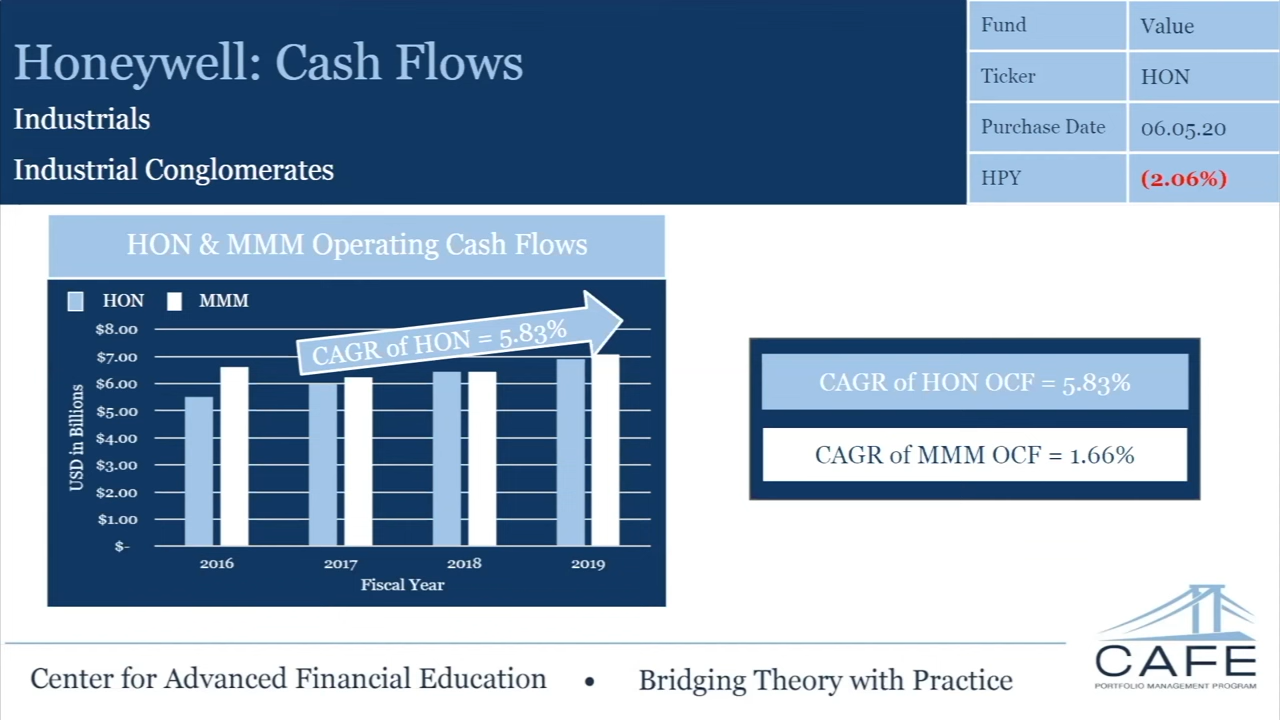 Honeywell: Cash Flows
Industrials
Industrial Conglomerates
Fund Value
Ticker HON
Purchase Date 06.05.20
HPY (2.06%)
HON & MMM Operating Cash Flows
HON MMM
CAGR of HON = 5.83%
$8.00
$7.00
$6.00
$5.00
$4.00
$3.00
$2.00
$1.00
$-
USD in Billions
2016 2017 2018 2019
Fiscal Year
CAGR of HON OCF = 5.83%
CAGR of MMM OCF = 1.66%
Center for Advanced Financial Education • Bridging Theory with Practice
CAFE
PORTFOLIO MANAGEMENT PROGRAM